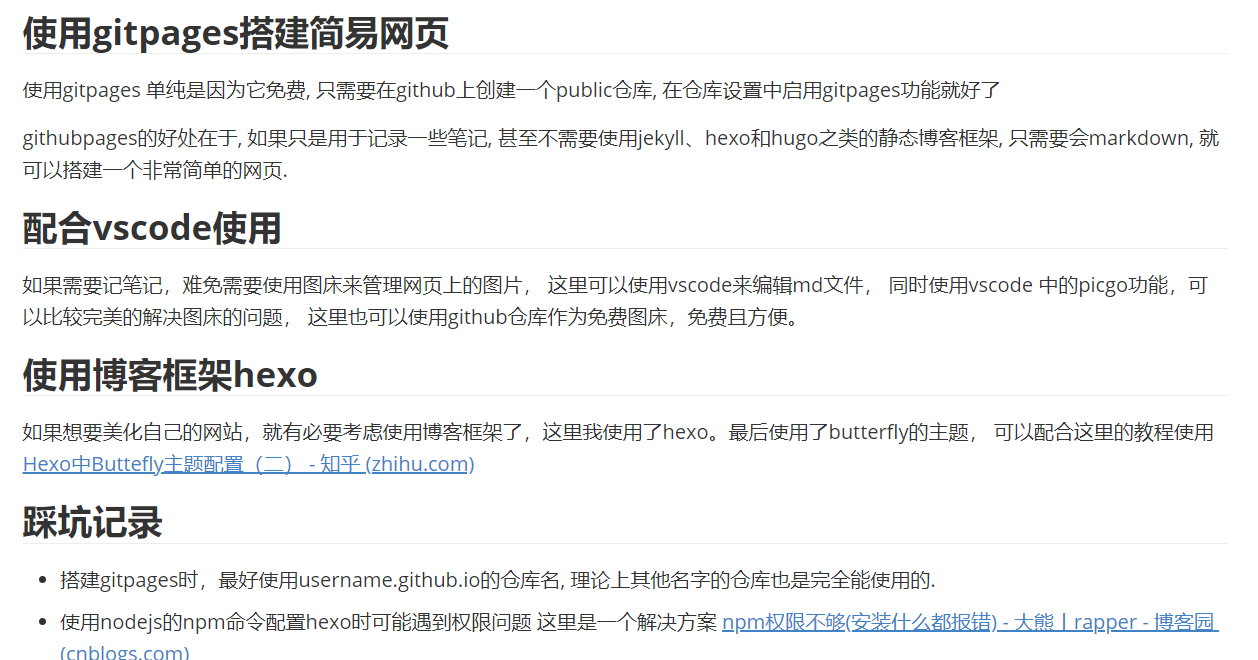 使用gitpages搭建简易网页
使用gitpages 单纯是因为它免费, 只需要在github上创建一个public仓库, 在仓库设置中启用gitpages功能就好了
githubpages的好处在于, 如果只是用于记录一些笔记, 甚至不需要使用jekyll、hexo和hugo之类的静态博客框架, 只需要会markdown, 就
可以搭建一个非常简单的网页.
配合vscode使用
如果需要记笔记，难免需要使用图床来管理网页上的图片， 这里可以使用vscode来编辑md文件， 同时使用vscode 中的picgo功能，可
以比较完美的解决图床的问题， 这里也可以使用github仓库作为免费图床，免费且方便。
使用博客框架hexo
如果想要美化自己的网站，就有必要考虑使用博客框架了，这里我使用了hexo。最后使用了butterfly的主题， 可以配合这里的教程使用
Hexo中Buttefly主题配置（二） - 知乎 (zhihu.com)
踩坑记录
• 搭建gitpages时，最好使用username.github.io的仓库名, 理论上其他名字的仓库也是完全能使用的.
• 使用nodejs的npm命令配置hexo时可能遇到权限问题 这里是一个解决方案 npm权限不够(安装什么都报错) - 大熊丨rapper - 博客园
(cnblogs.com)